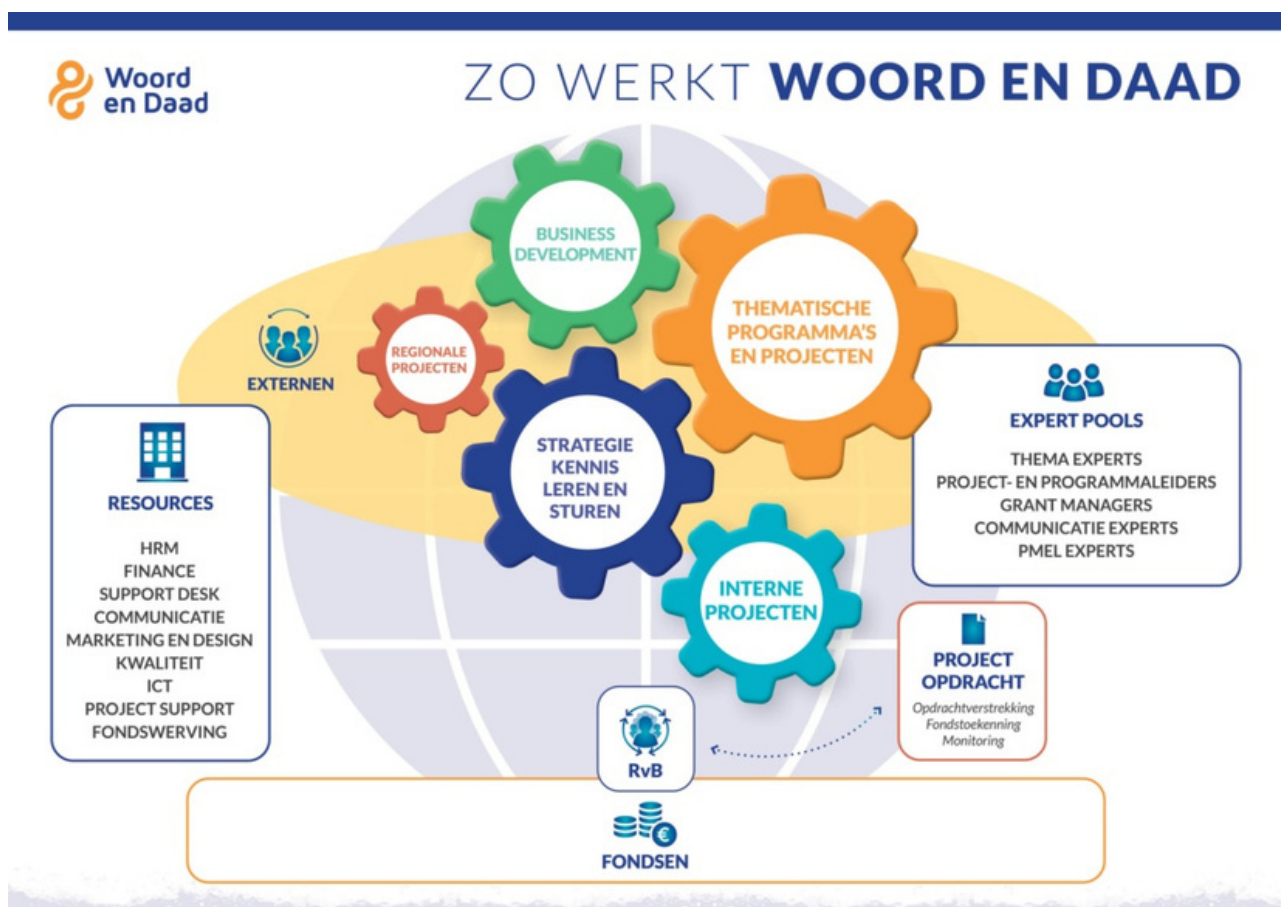 Woord
en Daad
ZO WERKT WOORD EN DAAD
BUSINESS
DEVELOPMENT
THEMATISCHE
PROGRAMMA'S
EN PROJECTEN
REGIONALE
PROJECTEN
EXTERNEN
STRATEGIE
KENNIS
LEREN EN
STUREN
INTERNE
PROJECTEN
RESOURCES
HRM
FINANCE
SUPPORT DESK
COMMUNICATIE
MARKETING EN DESIGN
KWALITEIT
ICT
PROJECT SUPPORT
FONDSWERVING
EXPERT POOLS
THEMA EXPERTS
PROJECT- EN PROGRAMMALEIDERS
GRANT MANAGERS
COMMUNICATIE EXPERTS
PMEL EXPERTS
PROJECT
OPDRACHT
Opdrachtverstrekking
Fondstoekenning
Monitoring
RvB
€
FONDSEN